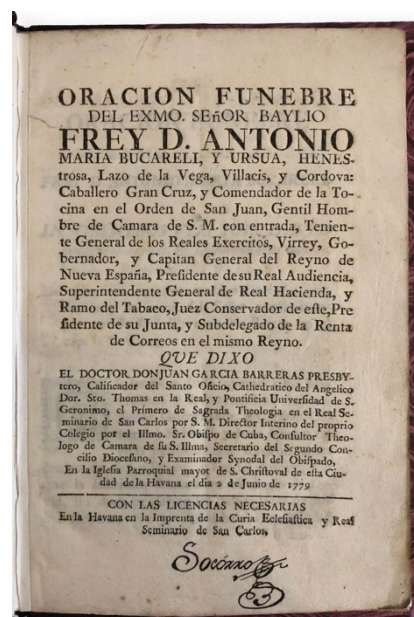 ORACION FUNEBRE
DEL EXMO. SEñOR BAYLIO
FREY D. ANTONIO
MARIA BUCARELI, Y URSUA, HENES-
trosa, Lazo de la Vega, Villacis, y Cordova:
Caballero Gran Cruz, y Comendador de la To-
cina en el Orden de San Juan, Gentil Hom-
bre de Camara de S. M. con entrada, Tenien-
te General de los Reales Exercitos, Virrey, Go-
bernador, y Capitan General del Reyno de
Nueva España, Presidente de su Real Audiencia,
Superintendente General de Real Hacienda, y
Ramo del Tabaco, Juez Conservador de este, Pre
sidente de su Junta, y Subdelegado de la Renta
de Correos en el mismo Reyno.
QVE DIXO
EL DOCTOR DON JUAN GARCIA BARRERAS PRESBY-
tero, Calificador del Santo Oficio, Cathedratico del Angelico
Dor. Sto. Thomas en la Real, y Pontificia Universidad de S.
Geronimo, el Primero de Sagrada Theologia en el Real Se-
minario de San Carlos por S. M. Director Interino del proprio
Colegio por el Illmo. Sr. Obispo de Cuba, Consultor Theo-
logo de Camara de su S. Illma, Secretario del Segundo Con-
cilio Diocesano, y Examinador Synodal del Obispado,
En la Iglesia Parroquial mayor de S. Christoval de esta Ciu-
dad de la Havana el dia 2 de Junio de 1779
CON LAS LICENCIAS NECESARIAS
En la Havana en la Imprenta de la Curia Eclesiastica y Real
Seminario de San Carlos,
Socórro